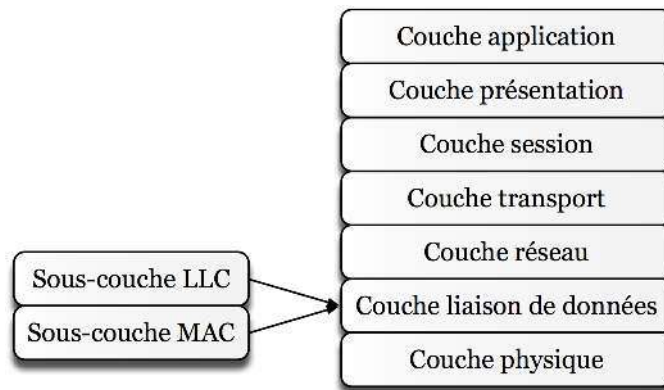 Couche application
Couche présentation
Couche session
Couche transport
Couche réseau
Sous-couche LLC
Couche liaison de données
Sous-couche MAC
Couche physique